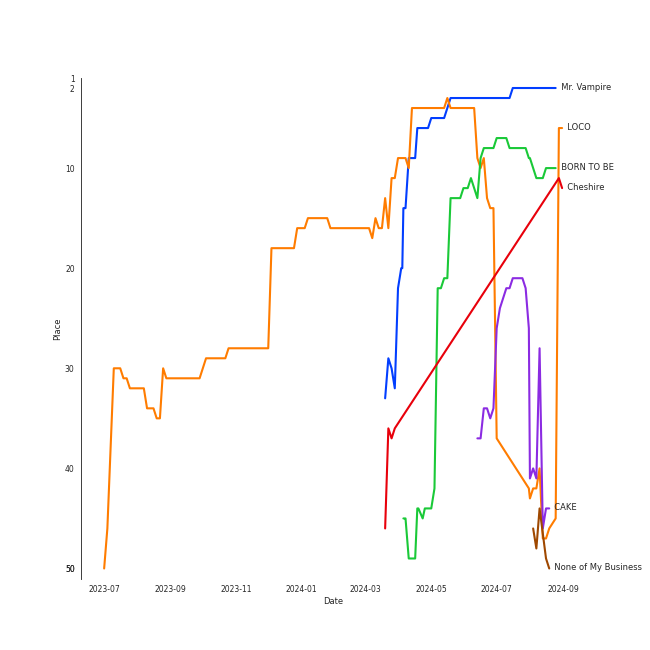 1
2
Mr. Vampire
LOCO
10
BORN TO BE
Cheshire
20
Place
30
40
CAKE
50
None of My Business
2023-07
2023-09
2023-11
2024-01
2024-03
2024-05
2024-07
2024-09
Date